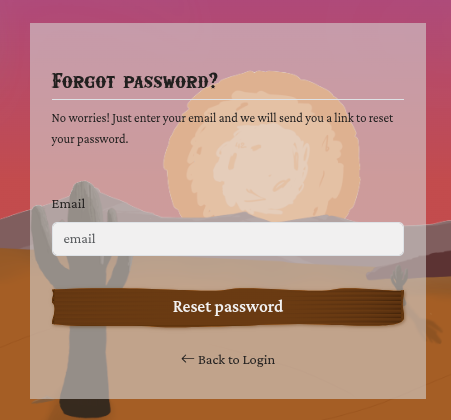 Forgot password?
No worries! Just enter your email and we will send you a link to reset
your password.
Email
email
Reset password
← Back to Login